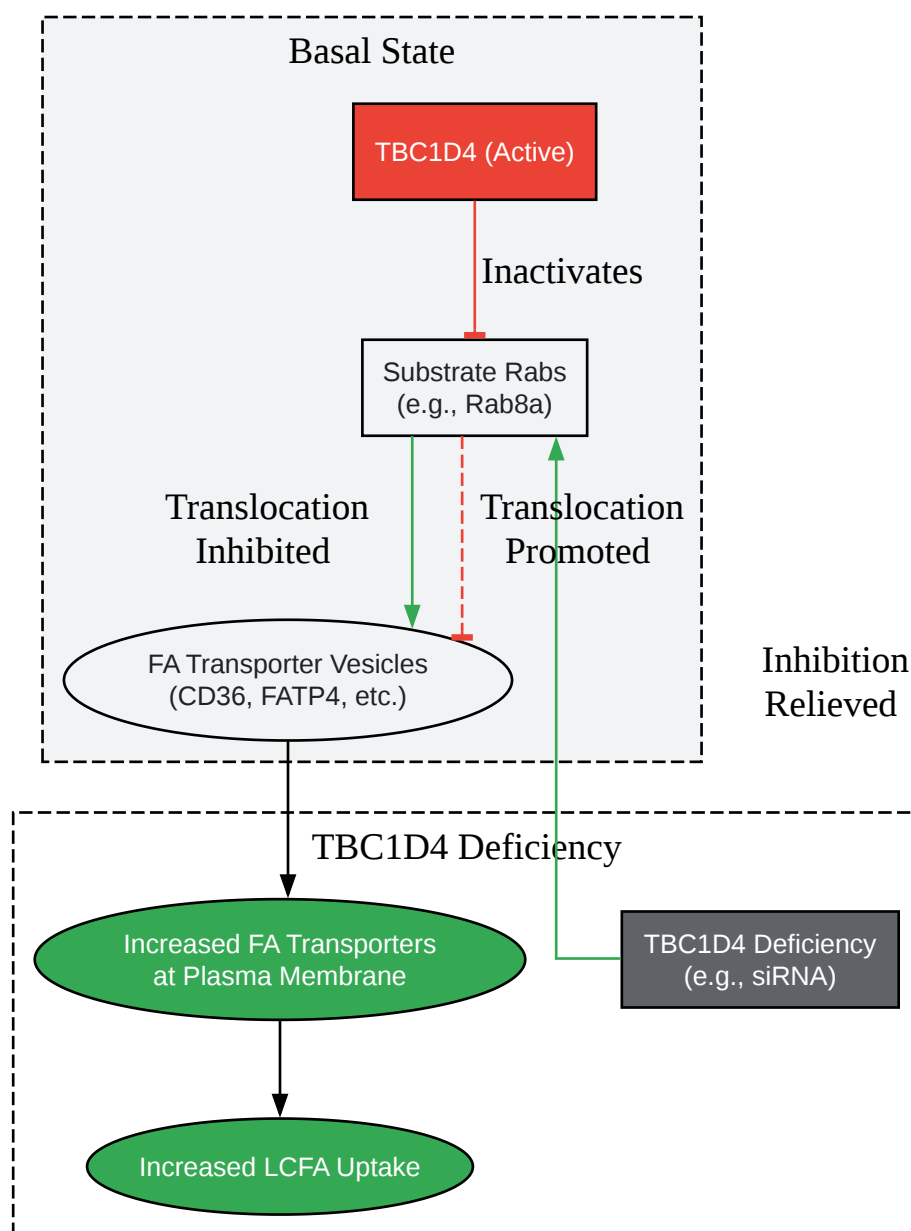 Basal State
TBC1D4 (Active)
Inactivates
Substrate Rabs
(e.g., Rab8a)
Translocation
Inhibited
Translocation
Promoted
FA Transporter Vesicles
(CD36, FATP4, etc.)
Inhibition
Relieved
TBC1D4 Deficiency
Increased FA Transporters
at Plasma Membrane
TBC1D4 Deficiency
(e.g., siRNA)
Increased LCFA Uptake